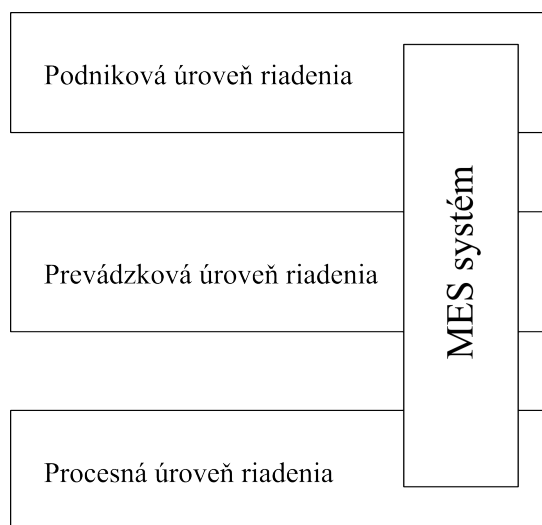 Podniková úroveň riadenia
Prevádzková úroveň riadenia
Procesná úroveň riadenia
MES systém